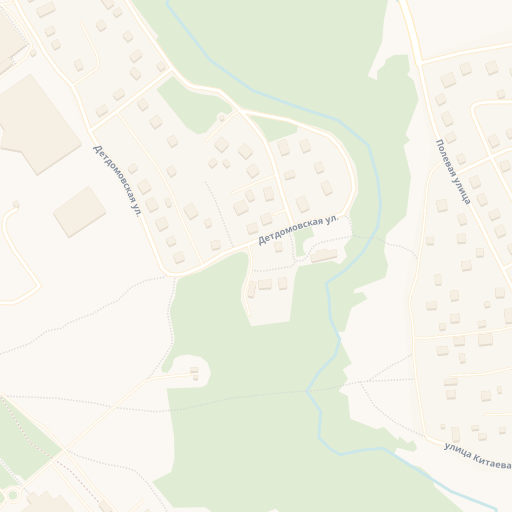 Полевая улица
Детдомовская ул.
Детдомовская ул.
улица Китаева